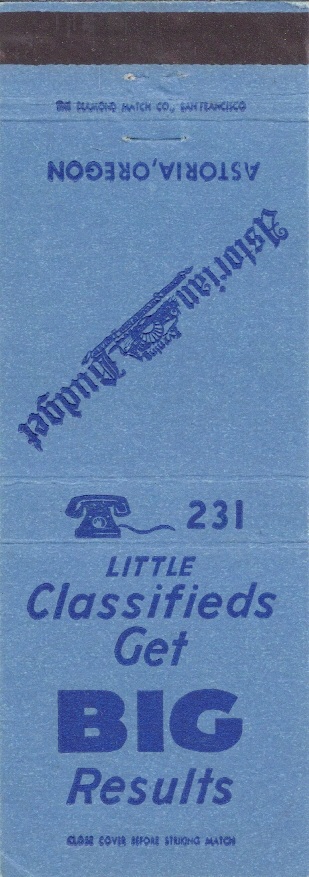 THE DIAMOND MATCH CO., SAN FRANCISCO
ASTORIA, OREGON
Evening
Astorian Budget
231
LITTLE
Classifieds
Get
BIG
Results
CLOSE COVER BEFORE STRIKING MATCH